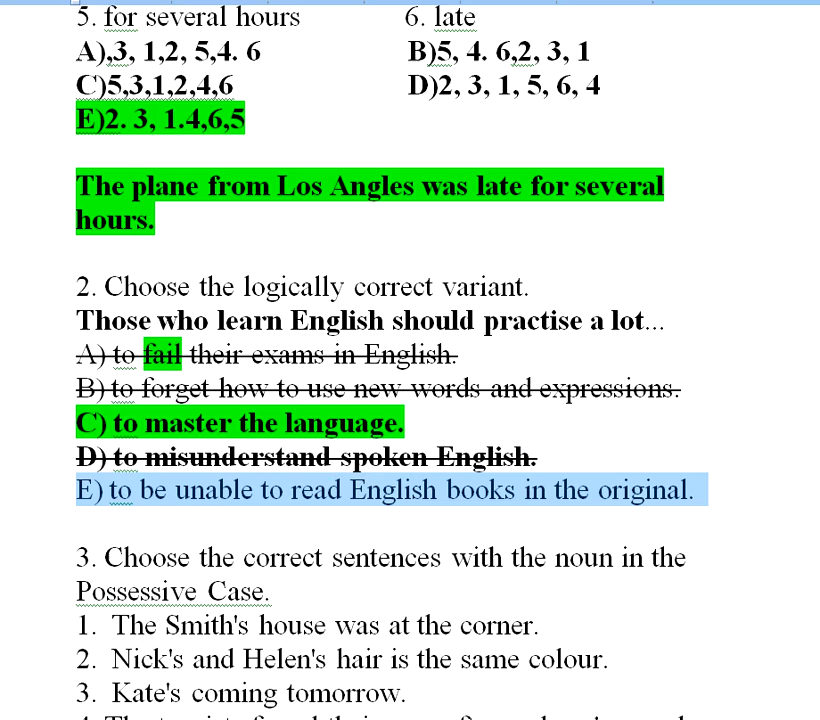 5. for several hours 6. late
A),3, 1,2, 5,4. 6 B)5, 4. 6,2, 3, 1
C)5,3,1,2,4,6 D)2, 3, 1, 5, 6, 4
E)2. 3, 1.4,6,5
The plane from Los Angles was late for several
hours.
2. Choose the logically correct variant.
Those who learn English should practise a lot...
A) to fail their exams in English.
B) to forget how to use new words and expressions.
C) to master the language.
D) to misunderstand spoken English.
E) to be unable to read English books in the original.
3. Choose the correct sentences with the noun in the
Possessive Case.
1. The Smith's house was at the corner.
2. Nick's and Helen's hair is the same colour.
3. Kate's coming tomorrow.